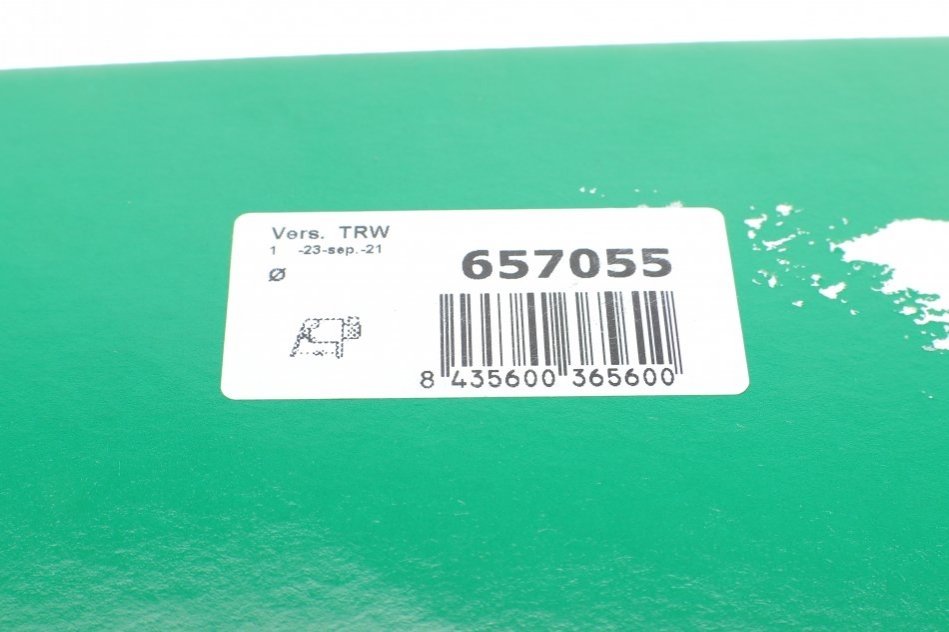 Vers. TRW
1 -23-sep.-21
Ø
657055
8 435600 365600